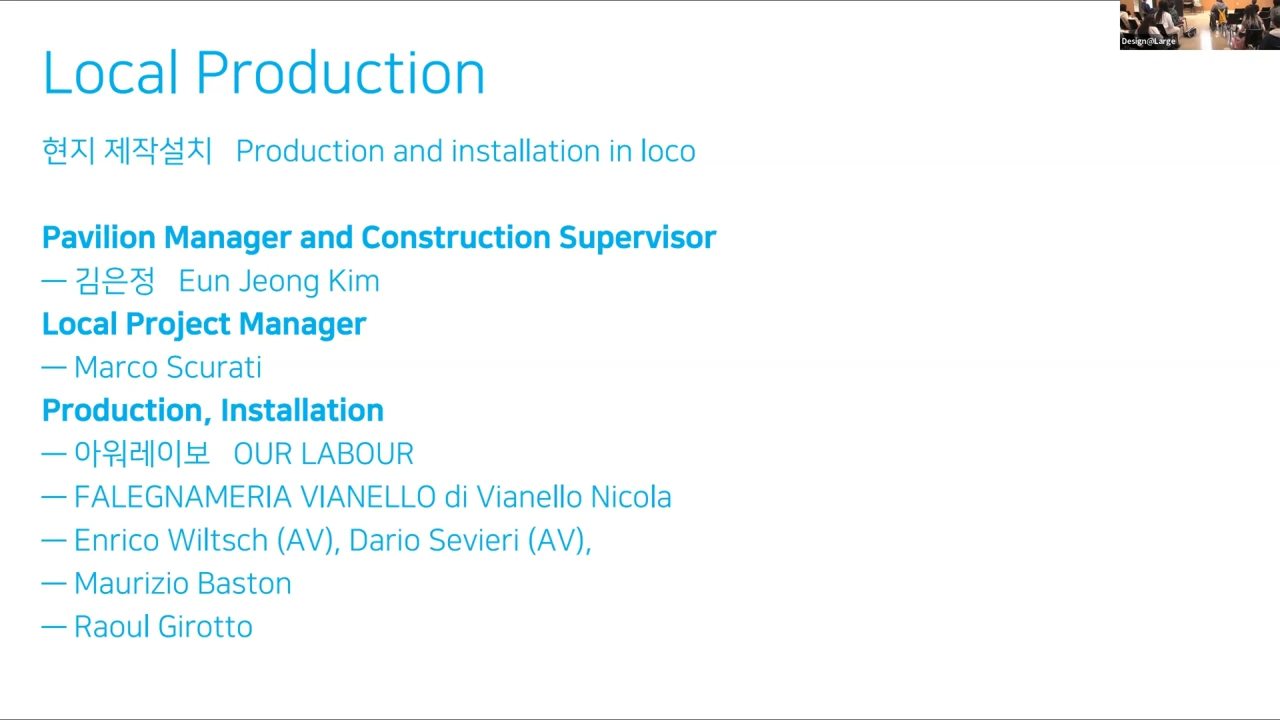 Local Production
현지 제작설치 Production and installation in loco
Pavilion Manager and Construction Supervisor
— 김은정 Eun Jeong Kim
Local Project Manager
— Marco Scurati
Production, Installation
— 아워레이보 OUR LABOUR
— FALEGNAMERIA VIANELLO di Vianello Nicola
— Enrico Wiltsch (AV), Dario Sevieri (AV),
— Maurizio Baston
— Raoul Girotto
Design@Large